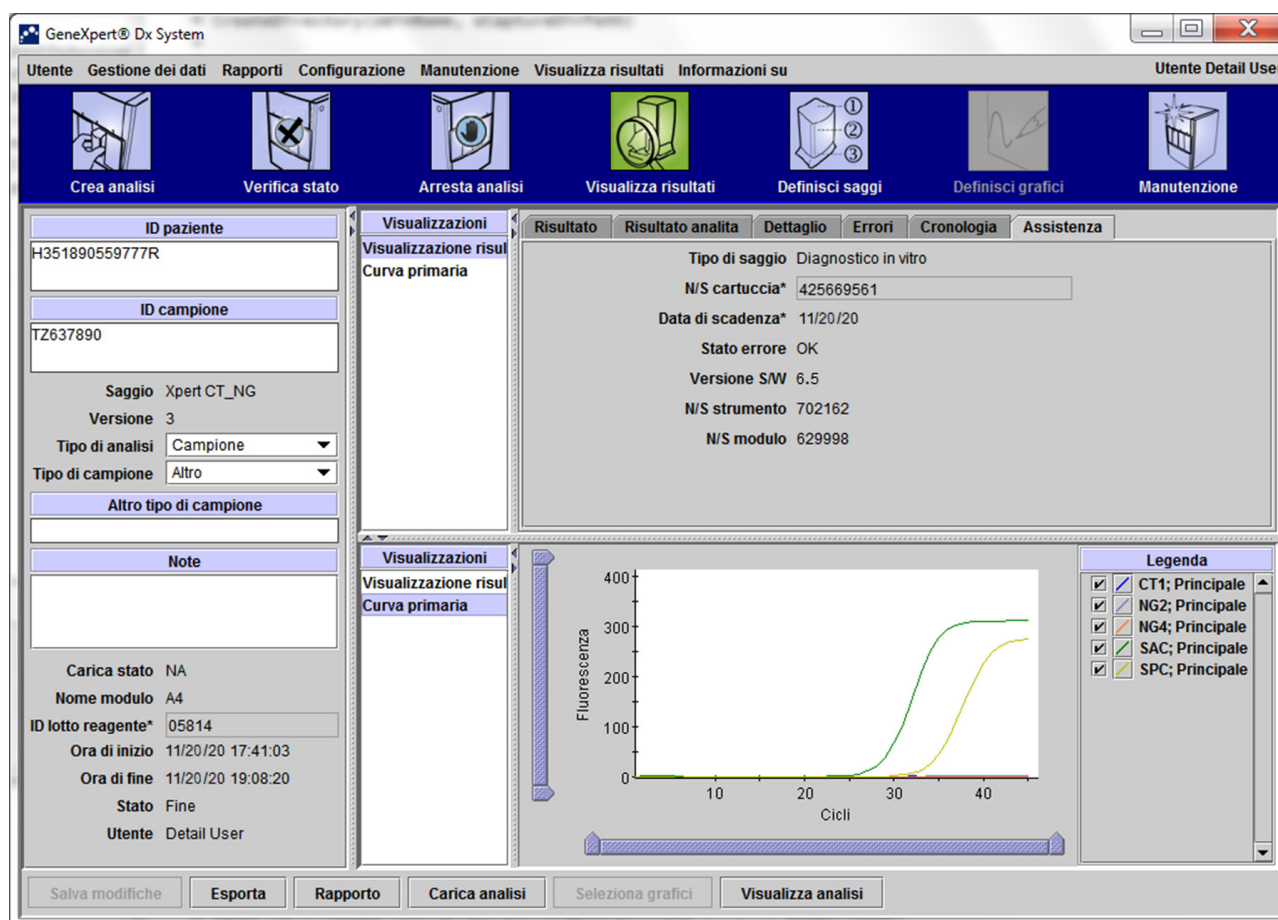 GeneXpert® Dx System
Utente Gestione dei dati Rapporti Configurazione Manutenzione Visualizza risultati Informazioni su Utente Detail User
Crea analisi Verifica stato Arresta analisi Visualizza risultati Definisci saggi Definisci grafici Manutenzione
1
2
3
ID paziente
H351890559777R
ID campione
TZ637890
Saggio Xpert CT_NG
Versione 3
Tipo di analisi Campione
Tipo di campione Altro
Altro tipo di campione
Note
Carica stato NA
Nome modulo A4
ID lotto reagente* 05814
Ora di inizio 11/20/20 17:41:03
Ora di fine 11/20/20 19:08:20
Stato Fine
Utente Detail User
Visualizzazioni
Visualizzazione risul
Curva primaria
Risultato Risultato analita Dettaglio Errori Cronologia Assistenza
Tipo di saggio Diagnostico in vitro
N/S cartuccia* 425669561
Data di scadenza* 11/20/20
Stato errore OK
Versione S/W 6.5
N/S strumento 702162
N/S modulo 629998
Visualizzazioni
Visualizzazione risul
Curva primaria
Fluorescenza
400
300
200
100
0
10 20 30 40
Cicli
Legenda
CT1; Principale
NG2; Principale
NG4; Principale
SAC; Principale
SPC; Principale
Salva modifiche Esporta Rapporto Carica analisi Seleziona grafici Visualizza analisi